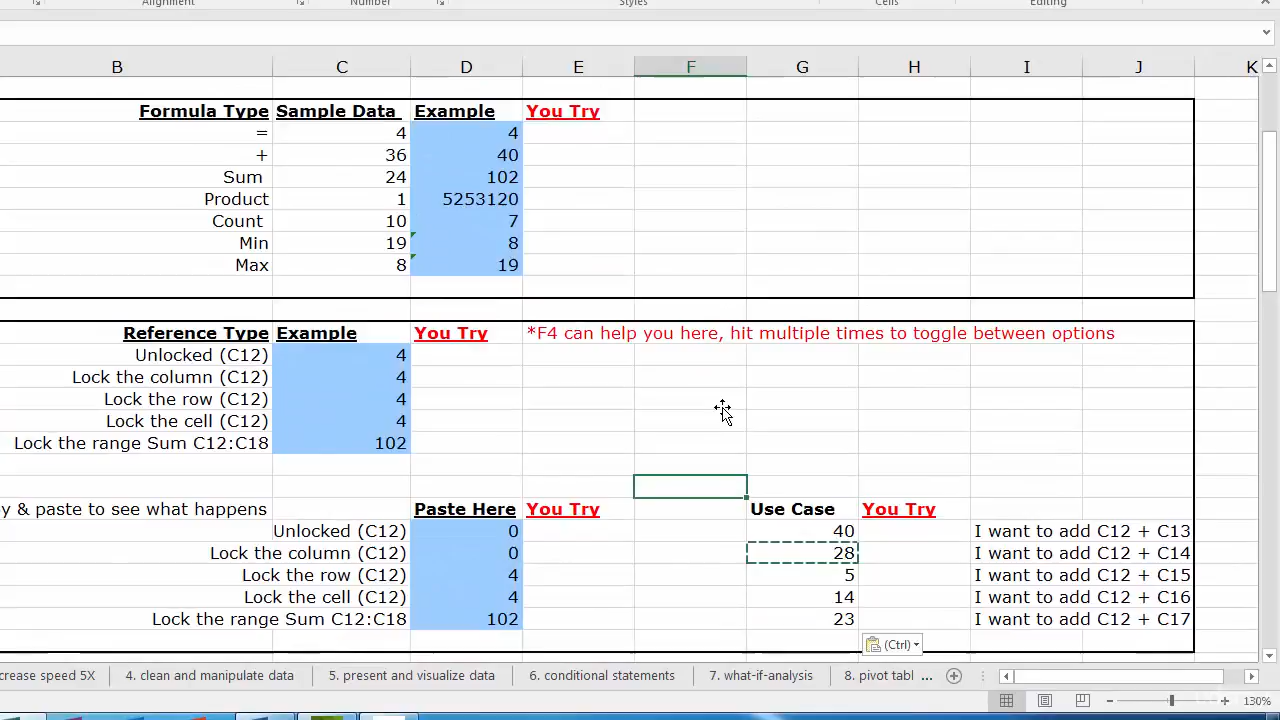 Alignment Number Styles Cells Editing
B C D E F G H I J K
Formula Type Sample Data Example You Try
= 4 4
+ 36 40
Sum 24 102
Product 1 5253120
Count 10 7
Min 19 8
Max 8 19
Reference Type Example You Try *F4 can help you here, hit multiple times to toggle between options
Unlocked (C12) 4
Lock the column (C12) 4
Lock the row (C12) 4
Lock the cell (C12) 4
Lock the range Sum C12:C18 102
y & paste to see what happens Paste Here You Try Use Case You Try
Unlocked (C12) 0 40 I want to add C12 + C13
Lock the column (C12) 0 28 I want to add C12 + C14
Lock the row (C12) 4 5 I want to add C12 + C15
Lock the cell (C12) 4 14 I want to add C12 + C16
Lock the range Sum C12:C18 102 23 I want to add C12 + C17
(Ctrl)
crease speed 5X 4. clean and manipulate data 5. present and visualize data 6. conditional statements 7. what-if-analysis 8. pivot tabl ...
130%